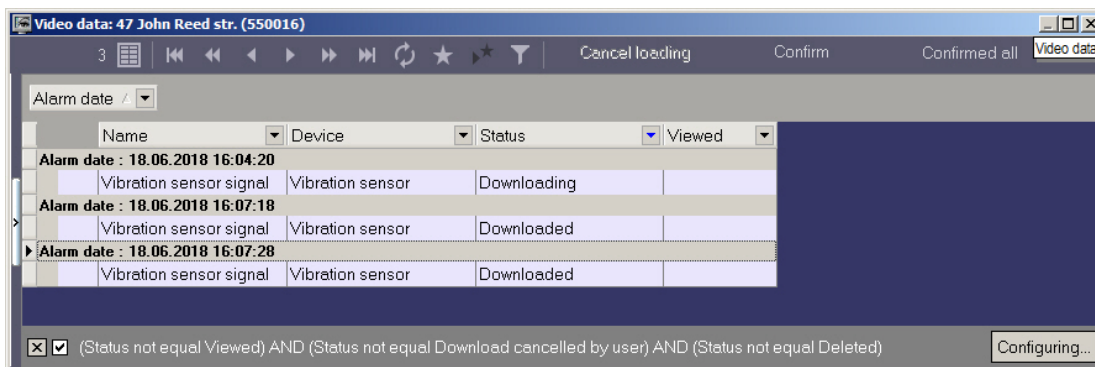 Video data: 47 John Reed str. (550016)
3 Cancel loading Confirm Confirmed all Video data
Alarm date
Name Device Status Viewed
Alarm date : 18.06.2018 16:04:20
Vibration sensor signal Vibration sensor Downloading
Alarm date : 18.06.2018 16:07:18
Vibration sensor signal Vibration sensor Downloaded
Alarm date : 18.06.2018 16:07:28
Vibration sensor signal Vibration sensor Downloaded
(Status not equal Viewed) AND (Status not equal Download cancelled by user) AND (Status not equal Deleted) Configuring...